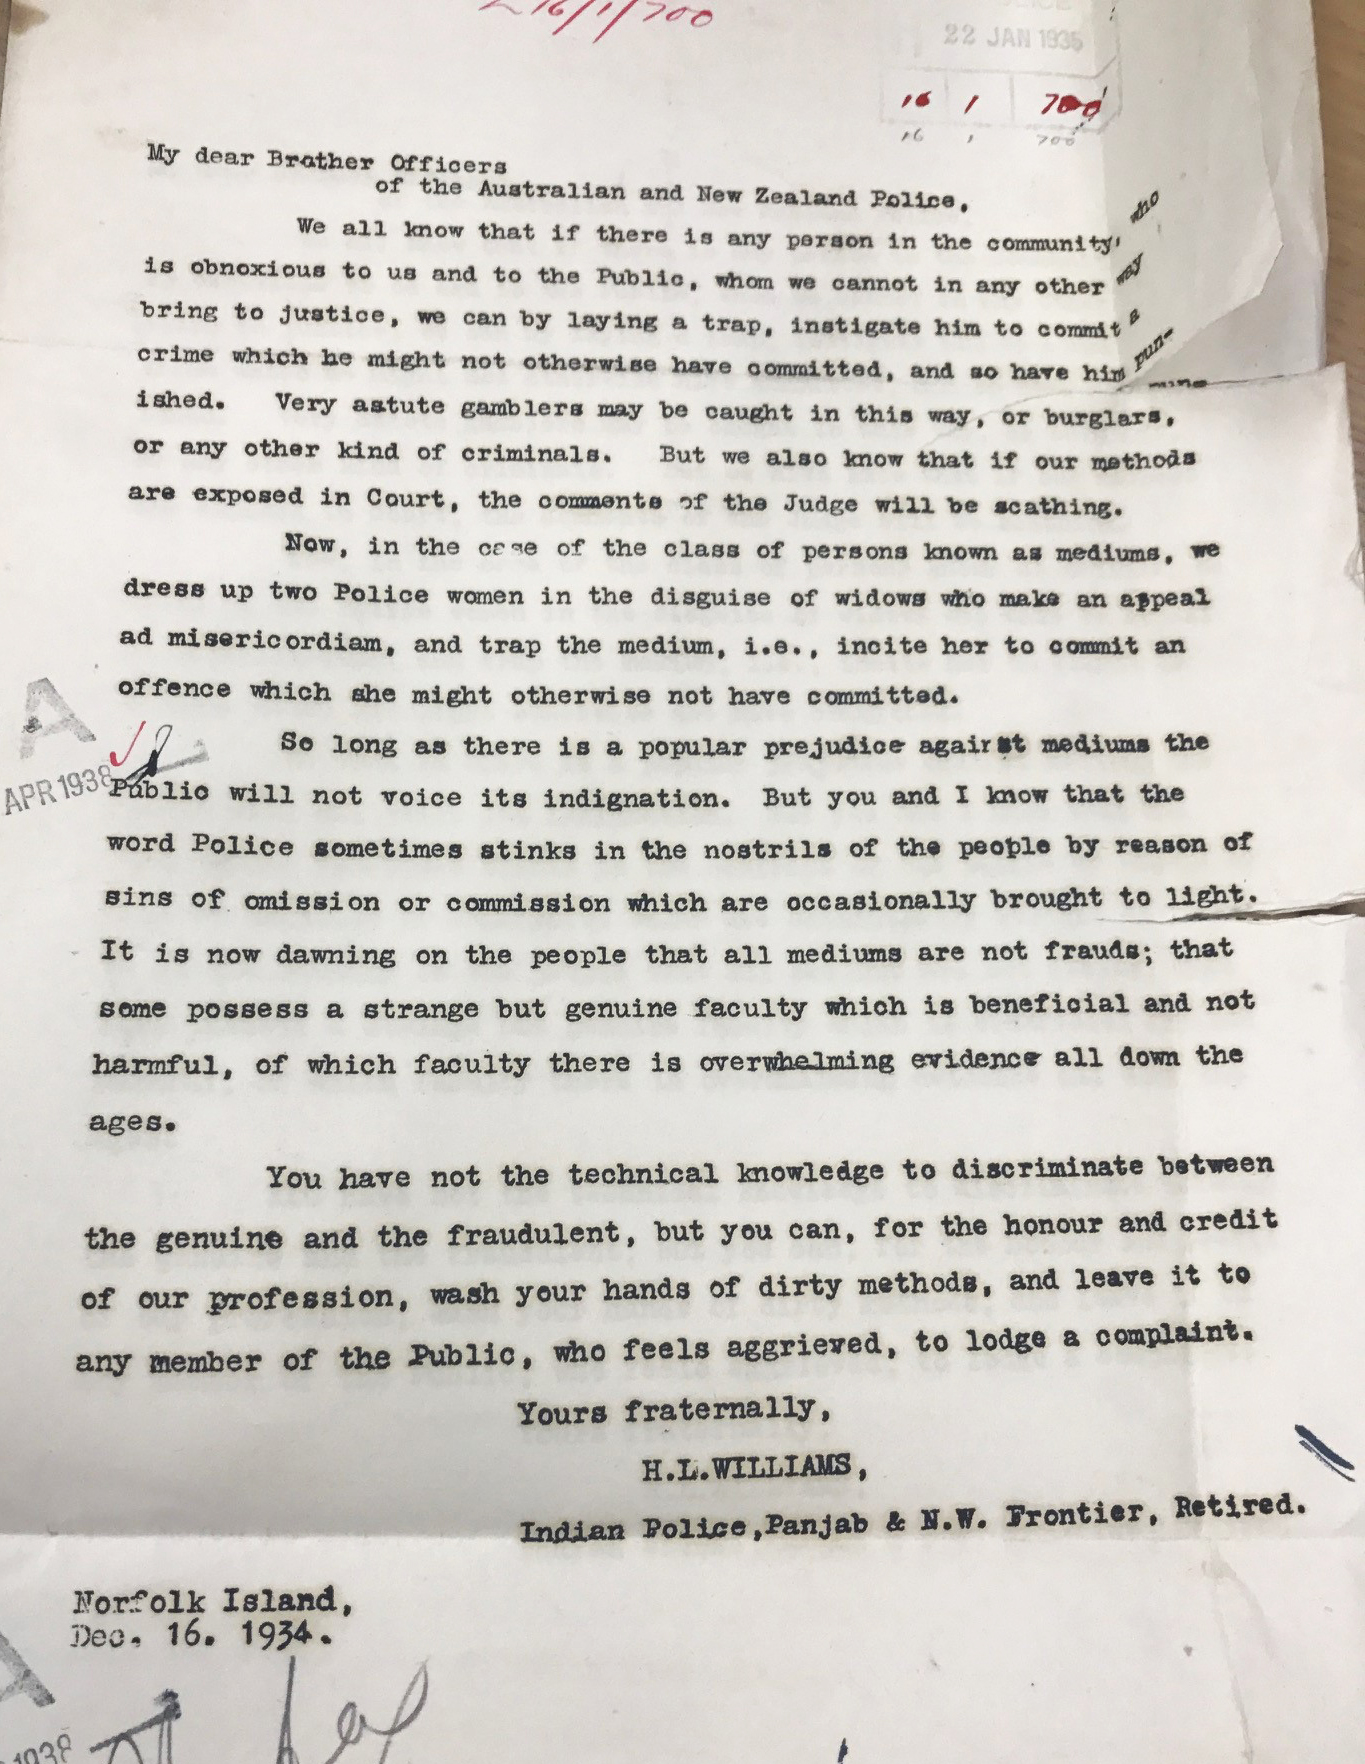 16/1/700
22 JAN 1935
16 1 700
16 1 700
My dear Brother Officers
of the Australian and New Zealand Police,
We all know that if there is any person in the community who
is obnoxious to us and to the Public, whom we cannot in any other way
bring to justice, we can by laying a trap, instigate him to commit a
crime which he might not otherwise have committed, and so have him pun-
ished. Very astute gamblers may be caught in this way, or burglars,
or any other kind of criminals. But we also know that if our methods
are exposed in Court, the comments of the Judge will be scathing.
Now, in the case of the class of persons known as mediums, we
dress up two Police women in the disguise of widows who make an appeal
ad misericordiam, and trap the medium, i.e., incite her to commit an
offence which she might otherwise not have committed.
So long as there is a popular prejudice against mediums the
A
APR 1938
Public will not voice its indignation. But you and I know that the
word Police sometimes stinks in the nostrils of the people by reason of
sins of omission or commission which are occasionally brought to light.
It is now dawning on the people that all mediums are not frauds; that
some possess a strange but genuine faculty which is beneficial and not
harmful, of which faculty there is overwhelming evidence all down the
ages.
You have not the technical knowledge to discriminate between
the genuine and the fraudulent, but you can, for the honour and credit
of our profession, wash your hands of dirty methods, and leave it to
any member of the Public, who feels aggrieved, to lodge a complaint.
Yours fraternally,
H.L.WILLIAMS,
Indian Police,Panjab & N.W. Frontier, Retired.
Norfolk Island,
Dec. 16. 1934.
1938